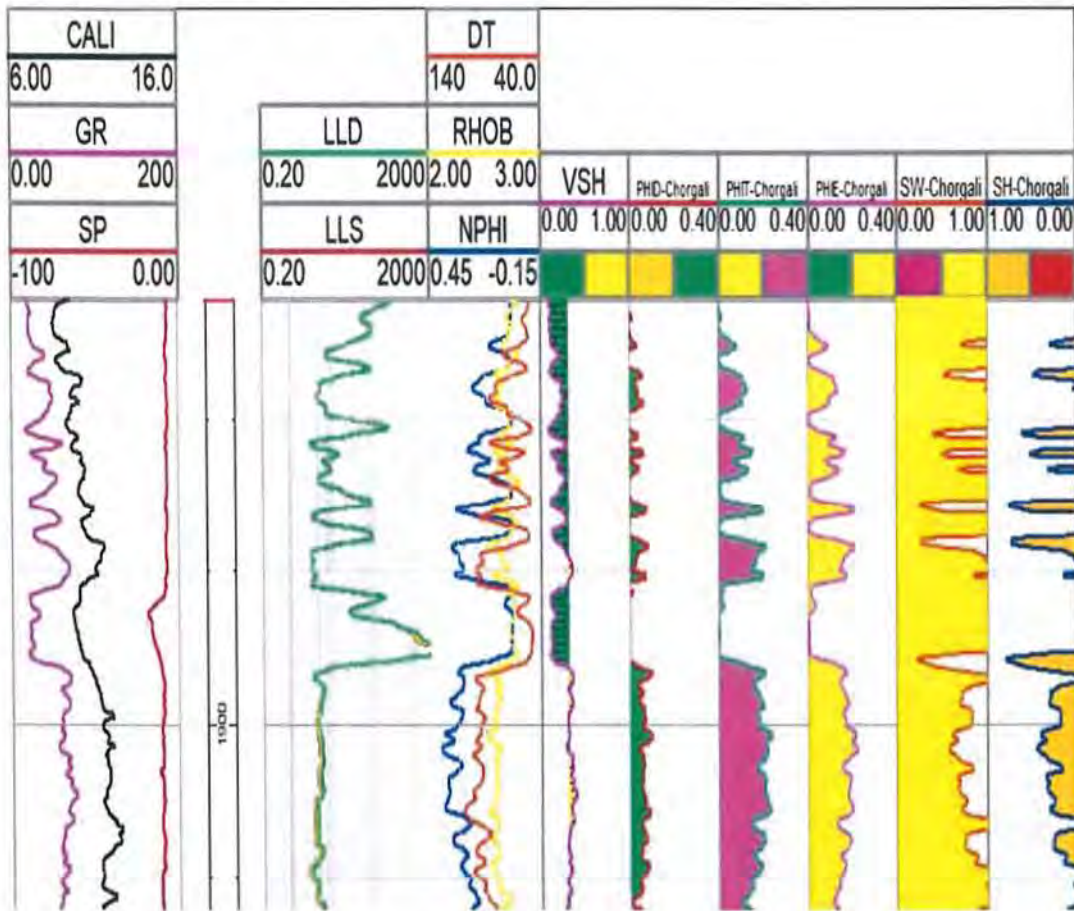 CALI DT
6.00 16.0 140 40.0
GR LLD RHOB
0.00 200 0.20 2000 2.00 3.00 VSH PHID-Chorgali PHIT-Chorgali PHIE-Chorgali SW-Chorgali SH-Chorgali
SP LLS NPHI 0.00 1.00 0.00 0.40 0.00 0.40 0.00 0.40 0.00 1.00 1.00 0.00
-100 0.00 0.20 2000 0.45 -0.15
1900